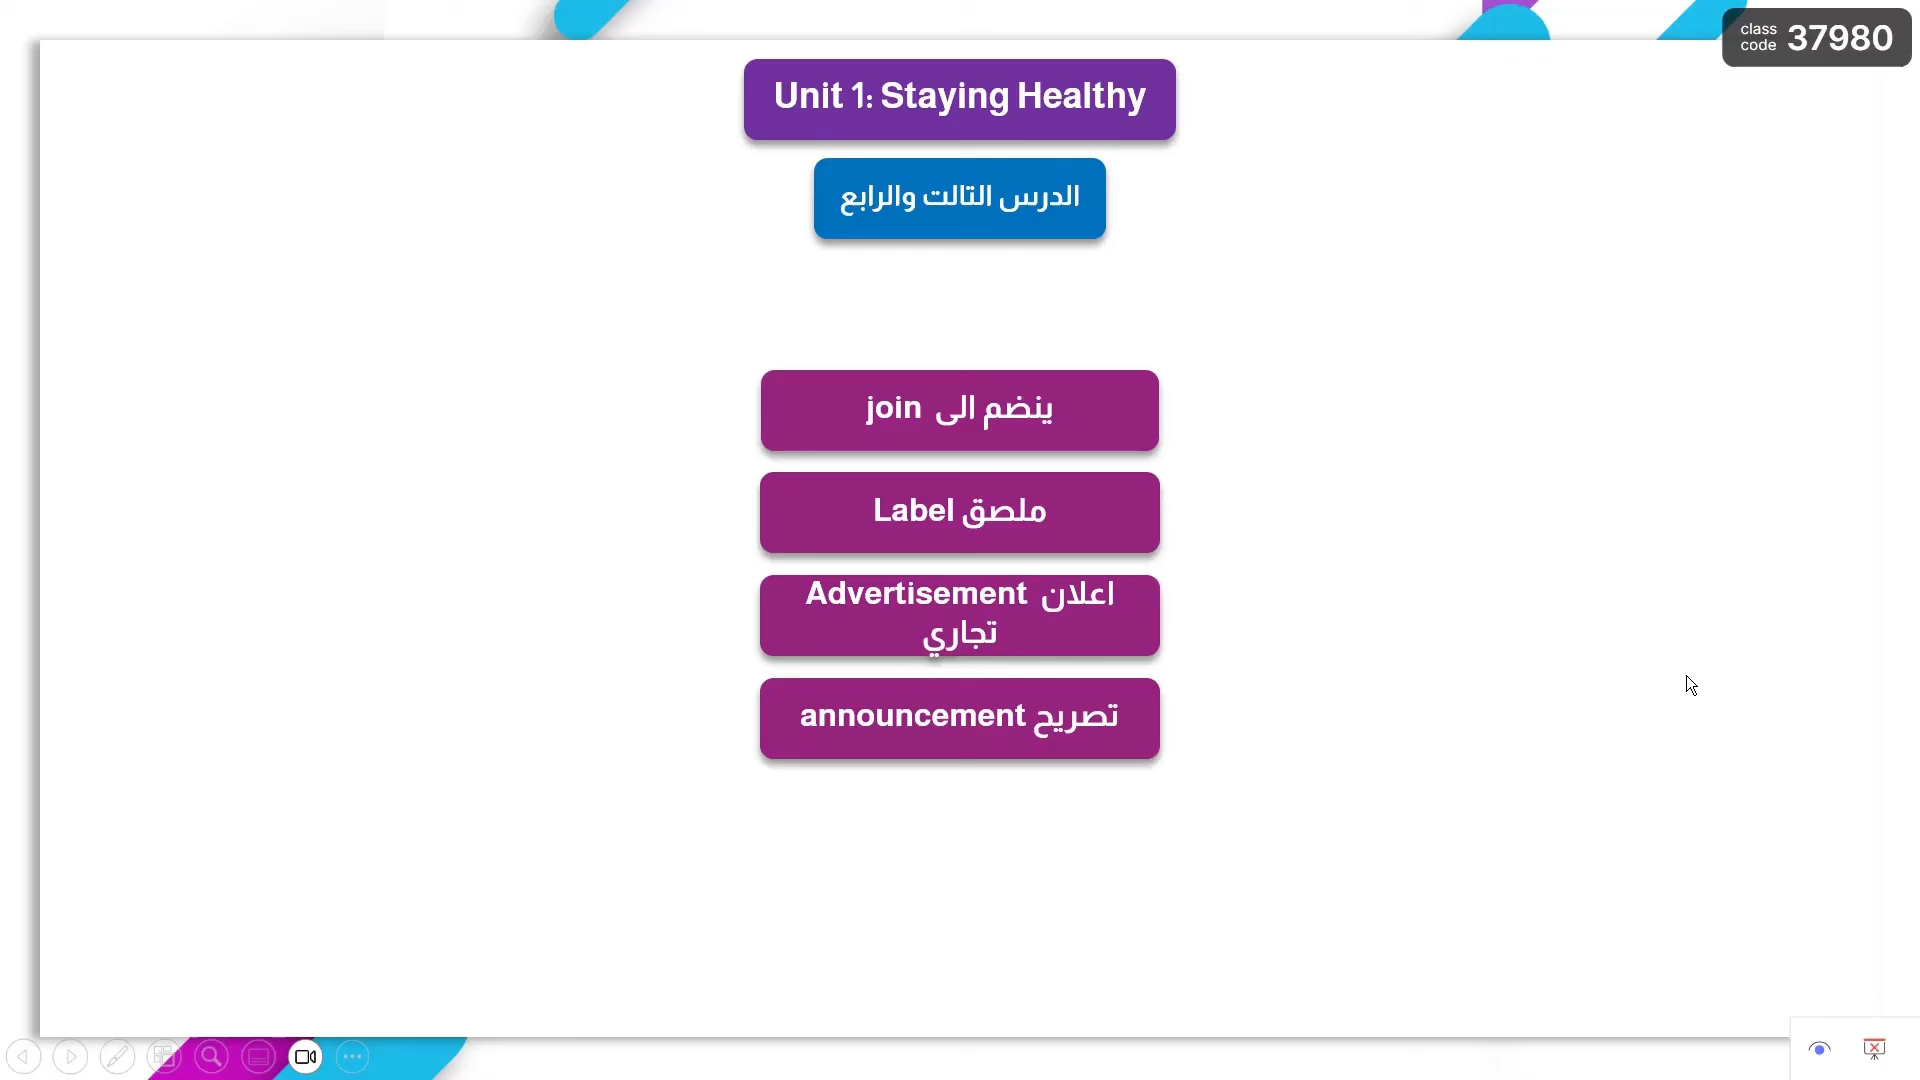 class
code 37980
Unit 1: Staying Healthy
الدرس التالت والرابع
join ينضم الى
Label ملصق
Advertisement اعلان
تجاري
announcement تصريح